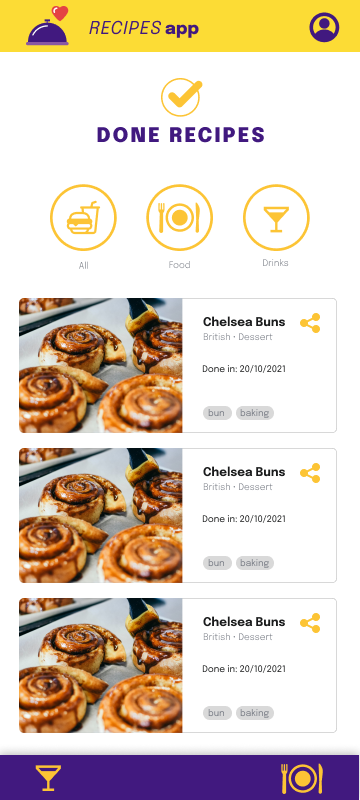 RECIPES app
DONE RECIPES
All
Food
Drinks
Chelsea Buns
British • Dessert
Done in: 20/10/2021
bun
baking
Chelsea Buns
British • Dessert
Done in: 20/10/2021
bun
baking
Chelsea Buns
British • Dessert
Done in: 20/10/2021
bun
baking